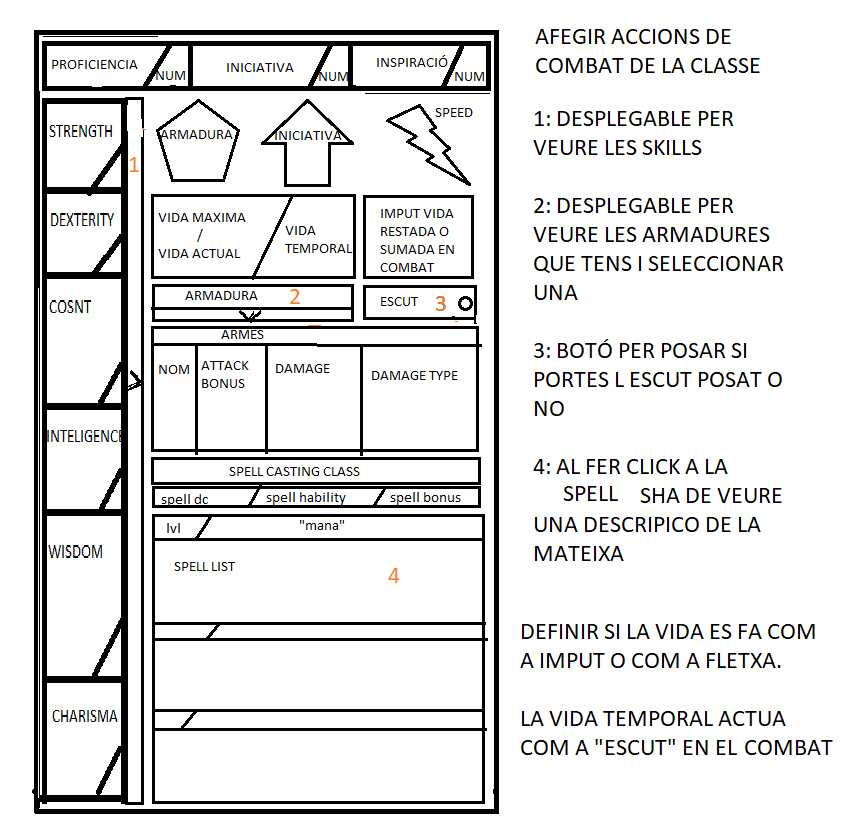 PROFICIENCIA
NUM
INICIATIVA
NUM
INSPIRACIÓ
NUM
STRENGTH
DEXTERITY
COSNT
INTELIGENCE
WISDOM
CHARISMA
1
ARMADURA
INICIATIVA
SPEED
VIDA MAXIMA
/
VIDA ACTUAL
VIDA
TEMPORAL
IMPUT VIDA
RESTADA O
SUMADA EN
COMBAT
ARMADURA 2
ESCUT 3
ARMES
NOM
ATTACK
BONUS
DAMAGE
DAMAGE TYPE
SPELL CASTING CLASS
spell dc
spell hability
spell bonus
lvl
"mana"
SPELL LIST
4
AFEGIR ACCIONS DE
COMBAT DE LA CLASSE
1: DESPLEGABLE PER
VEURE LES SKILLS
2: DESPLEGABLE PER
VEURE LES ARMADURES
QUE TENS I SELECCIONAR
UNA
3: BOTÓ PER POSAR SI
PORTES L ESCUT POSAT O
NO
4: AL FER CLICK A LA
SPELL SHA DE VEURE
UNA DESCRIPICO DE LA
MATEIXA
DEFINIR SI LA VIDA ES FA COM
A IMPUT O COM A FLETXA.
LA VIDA TEMPORAL ACTUA
COM A "ESCUT" EN EL COMBAT